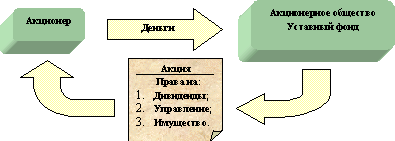 Акционер
Деньги
Акционерное общество
Уставный фонд
Акция
Права на:
1. Дивиденды;
2. Управление;
3. Имущество.